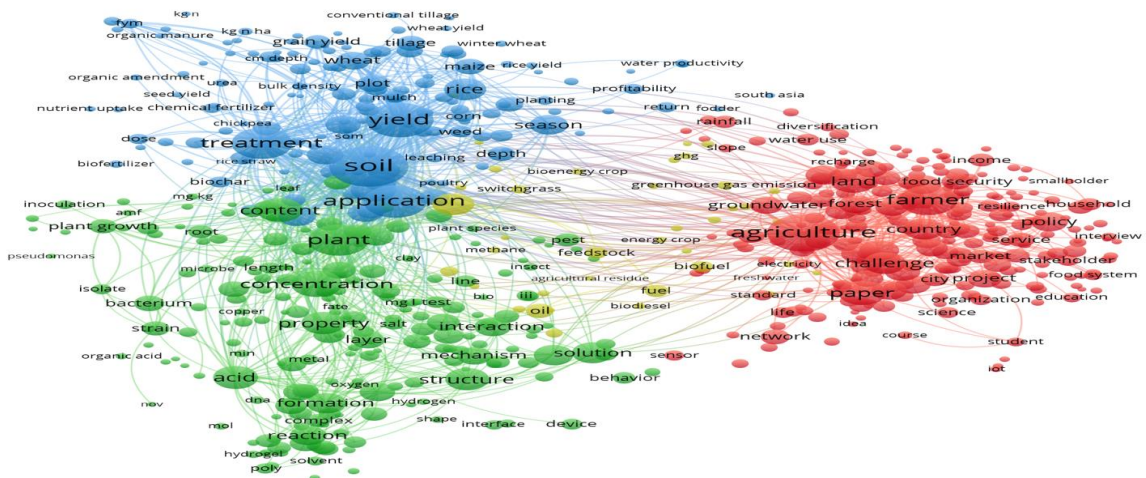 kg n
conventional tillage
fym
organic manure
kg n ha
wheat yield
grain yield
tillage
winter wheat
cm depth
wheat
maize
rice yield
water productivity
organic amendment
urea
bulk density
plot
rice
profitability
seed yield
mulch
planting
south asia
nutrient uptake
chemical fertilizer
corn
return
fodder
chickpea
yield
season
rainfall
diversification
dose
treatment
som
weed
water use
slope
biofertilizer
rice straw
leaching
depth
ghg
recharge
income
soil
bioenergy crop
biochar
leaf
poultry
switchgrass
greenhouse gas emission
land
food security
smallholder
mg kg
application
groundwater
forest
farmer
resilience
household
inoculation
amf
content
plant growth
root
plant species
agriculture
country
policy
service
interview
plant
pest
energy crop
pseudomonas
clay
methane
feedstock
market
stakeholder
microbe
length
insect
biofuel
electricity
challenge
food system
isolate
concentration
line
agricultural residue
freshwater
city
project
bacterium
fate
mg l
test
bio
iii
fuel
standard
paper
organization
education
copper
biodiesel
strain
property
salt
interaction
oil
life
science
layer
idea
network
course
student
organic acid
min
metal
mechanism
solution
sensor
iot
acid
oxygen
structure
behavior
nov
dna
formation
hydrogen
mol
complex
shape
interface
device
reaction
hydrogel
solvent
poly